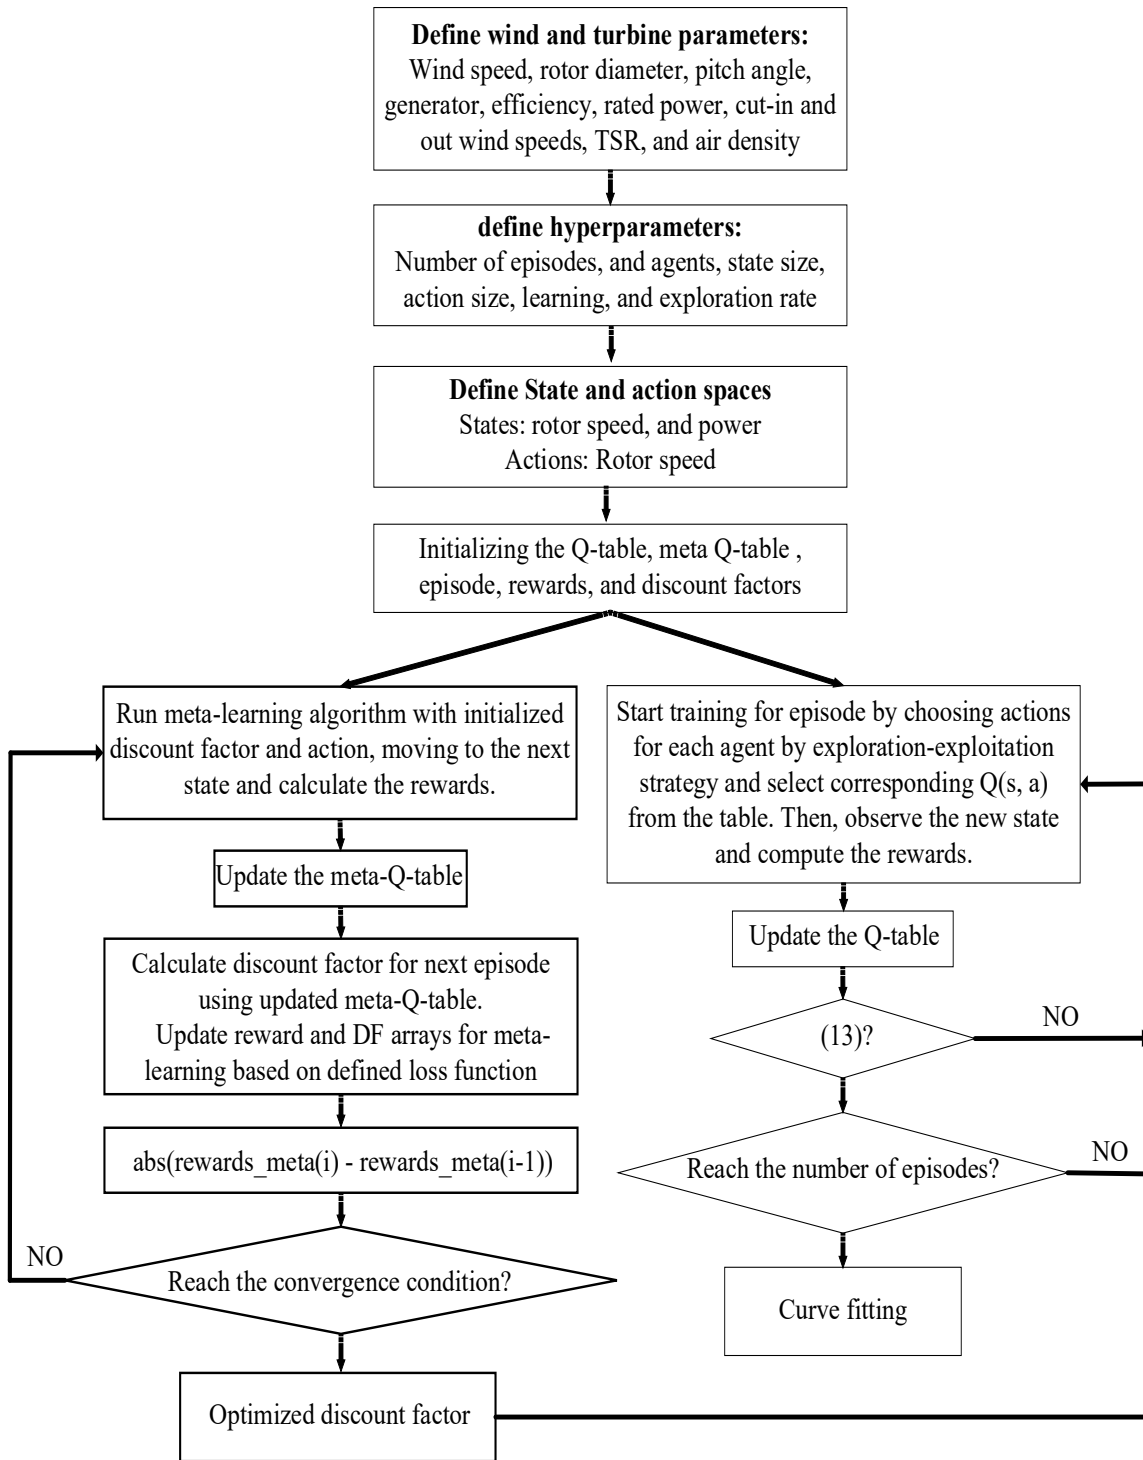 Define wind and turbine parameters:
Wind speed, rotor diameter, pitch angle,
generator, efficiency, rated power, cut-in and
out wind speeds, TSR, and air density
define hyperparameters:
Number of episodes, and agents, state size,
action size, learning, and exploration rate
Define State and action spaces
States: rotor speed, and power
Actions: Rotor speed
Initializing the Q-table, meta Q-table ,
episode, rewards, and discount factors
Run meta-learning algorithm with initialized
discount factor and action, moving to the next
state and calculate the rewards.
Update the meta-Q-table
Calculate discount factor for next episode
using updated meta-Q-table.
Update reward and DF arrays for meta-
learning based on defined loss function
abs(rewards_meta(i) - rewards_meta(i-1))
NO
Reach the convergence condition?
Optimized discount factor
Start training for episode by choosing actions
for each agent by exploration-exploitation
strategy and select corresponding Q(s, a)
from the table. Then, observe the new state
and compute the rewards.
Update the Q-table
(13)?
NO
Reach the number of episodes?
NO
Curve fitting